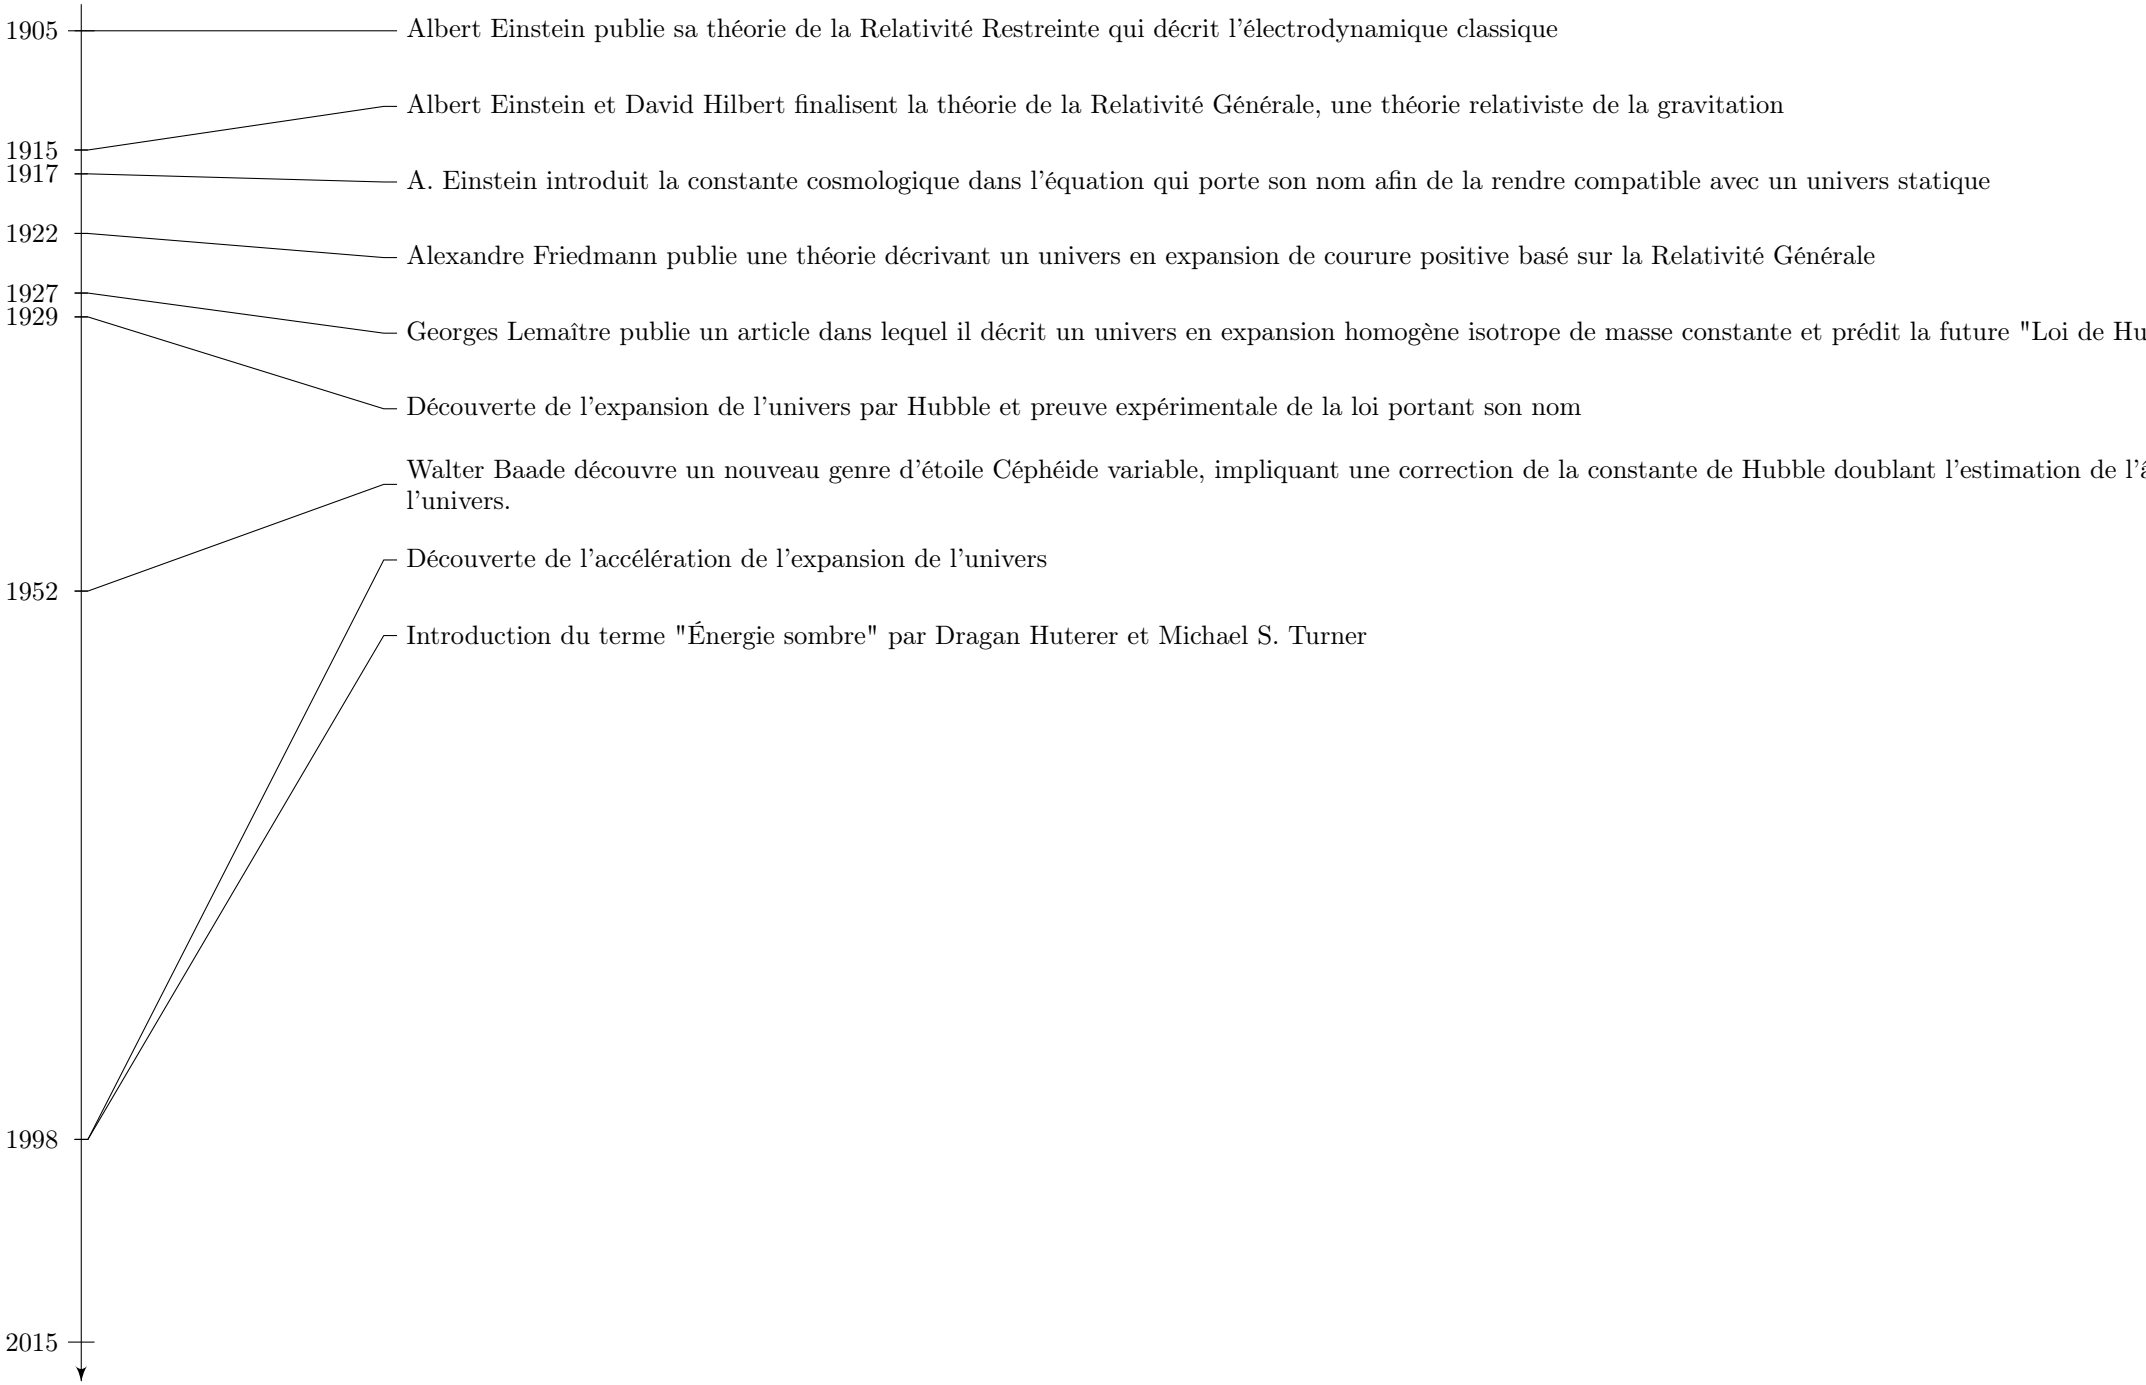 1905
Albert Einstein publie sa théorie de la Relativité Restreinte qui décrit l'électrodynamique classique
Albert Einstein et David Hilbert finalisent la théorie de la Relativité Générale, une théorie relativiste de la gravitation
1915
1917
A. Einstein introduit la constante cosmologique dans l'équation qui porte son nom afin de la rendre compatible avec un univers statique
1922
Alexandre Friedmann publie une théorie décrivant un univers en expansion de courure positive basé sur la Relativité Générale
1927
1929
Georges Lemaître publie un article dans lequel il décrit un univers en expansion homogène isotrope de masse constante et prédit la future "Loi de Hu
Découverte de l'expansion de l'univers par Hubble et preuve expérimentale de la loi portant son nom
Walter Baade découvre un nouveau genre d'étoile Céphéide variable, impliquant une correction de la constante de Hubble doublant l'estimation de
l'univers.
Découverte de l'accélération de l'expansion de l'univers
1952
Introduction du terme "Énergie sombre" par Dragan Huterer et Michael S. Turner
1998
2015